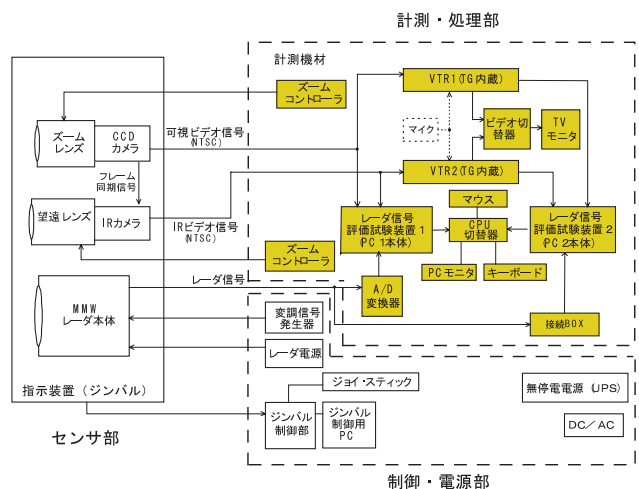 計測・処理部
計測機材
ズーム
コントローラ
VTR1(TG内蔵)
マイク
ビデオ切
替器
TV
モニタ
VTR2(TG内蔵)
ズーム
レンズ
CCD
カメラ
可視ビデオ信号
(NTSC)
フレーム
同期信号
望遠レンズ
IRカメラ
IRビデオ信号
(NTSC)
ズーム
コントローラ
マウス
レーダ信号
評価試験装置1
(PC1本体)
CPU
切替器
レーダ信号
評価試験装置2
(PC2本体)
PCモニタ
キーボード
レーダ信号
A/D
変換器
接続BOX
MMW
レーダ本体
変調信号
発生器
レーダ電源
指示装置(ジンバル)
センサ部
ジョイ・スティック
ジンバル
制御部
ジンバル
制御用
PC
無停電電源(UPS)
DC/AC
制御・電源部